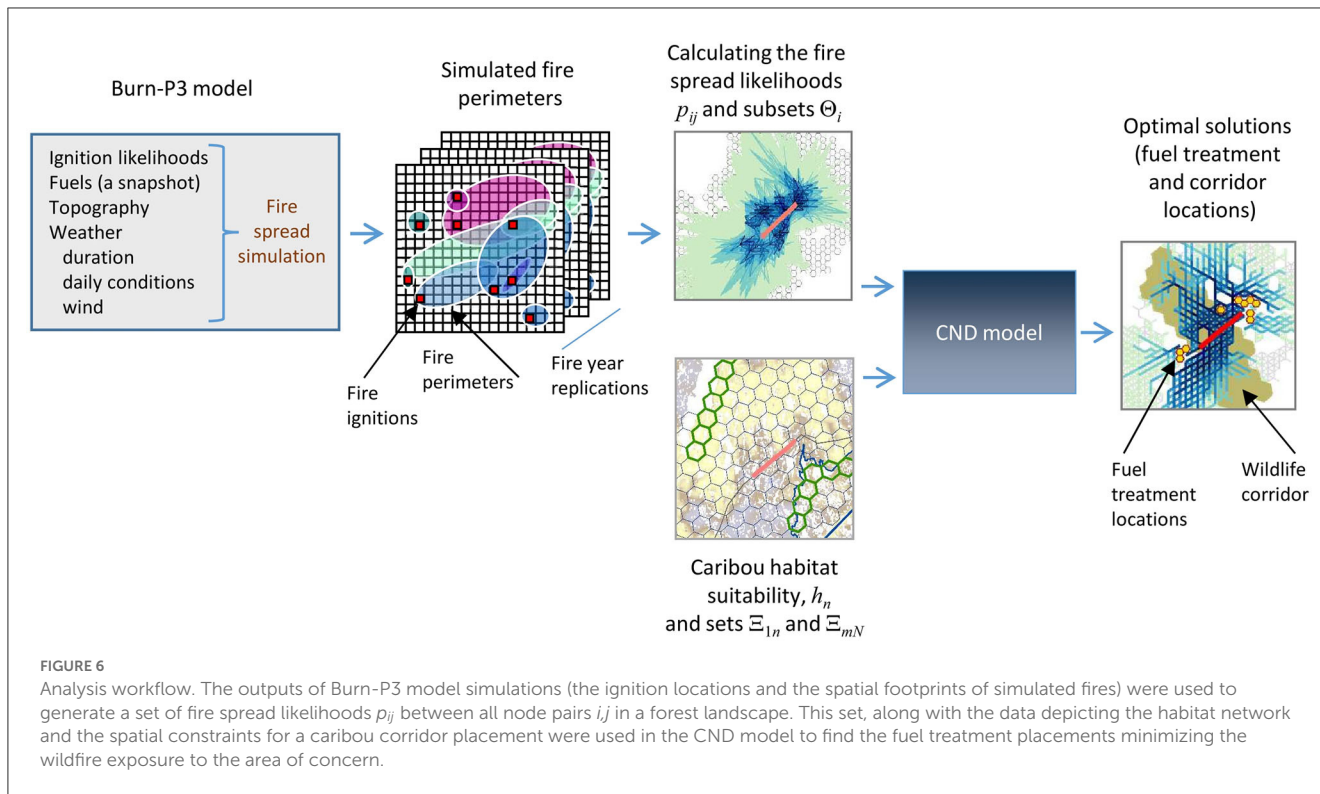 Burn-P3 model
Ignition likelihoods
Fuels (a snapshot)
Topography
Weather
duration
daily conditions
wind
Fire
spread
simulation
Simulated fire
perimeters
Fire
ignitions
Fire
perimeters
Fire year
replications
Calculating the fire
spread likelihoods
p_ij and subsets Θ_i
Caribou habitat
suitability, h_n
and sets Ξ_1n and Ξ_mN
CND model
Optimal solutions
(fuel treatment
and corridor
locations)
Fuel
treatment
locations
Wildlife
corridor
FIGURE 6
Analysis workflow. The outputs of Burn-P3 model simulations (the ignition locations and the spatial footprints of simulated fires) were used to
generate a set of fire spread likelihoods p_ij between all node pairs i,j in a forest landscape. This set, along with the data depicting the habitat network
and the spatial constraints for a caribou corridor placement were used in the CND model to find the fuel treatment placements minimizing the
wildfire exposure to the area of concern.